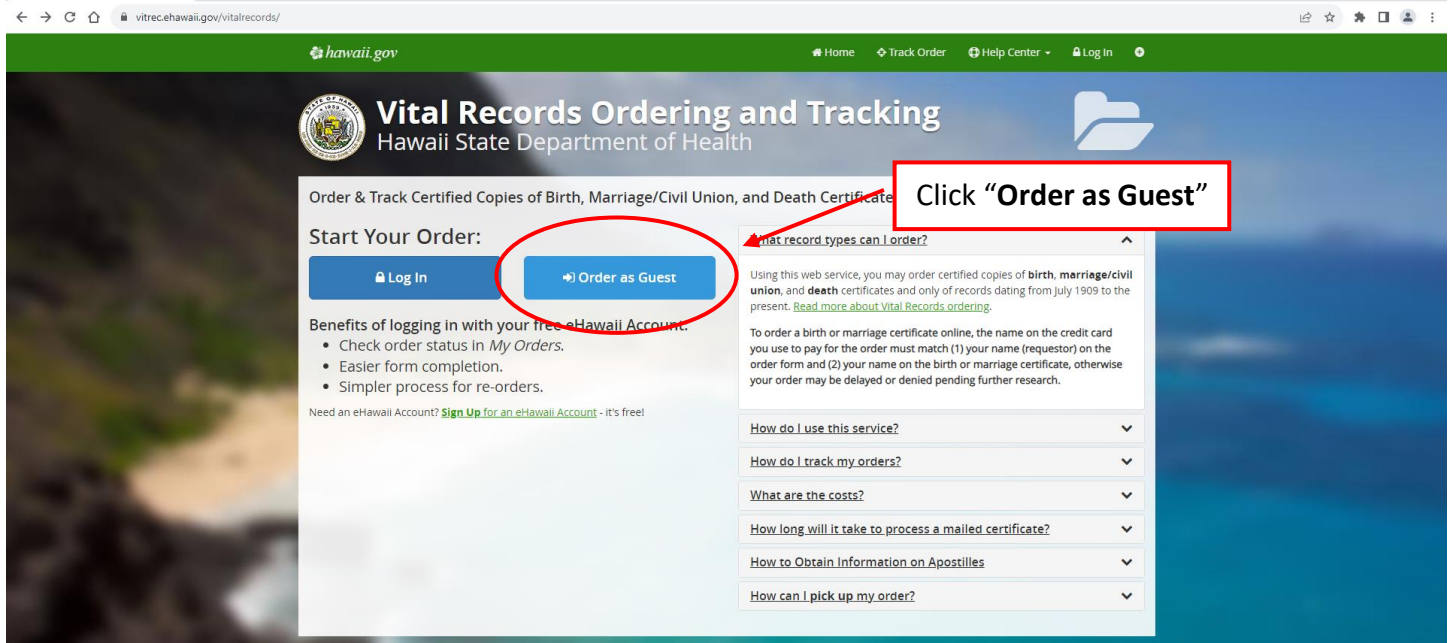 vitrec.ehawaii.gov/vitalrecords/
hawaii.gov
Home Track Order Help Center Log In
Vital Records Ordering and Tracking
Hawaii State Department of Health
Order & Track Certified Copies of Birth, Marriage/Civil Union, and Death Certificate
Click “Order as Guest”
Start Your Order:
Log In
Order as Guest
Benefits of logging in with your free eHawaii Account:
• Check order status in My Orders.
• Easier form completion.
• Simpler process for re-orders.
Need an eHawaii Account? Sign Up for an eHawaii Account - it's free!
What record types can I order?
Using this web service, you may order certified copies of birth, marriage/civil
union, and death certificates and only of records dating from July 1909 to the
present. Read more about Vital Records ordering.
To order a birth or marriage certificate online, the name on the credit card
you use to pay for the order must match (1) your name (requestor) on the
order form and (2) your name on the birth or marriage certificate, otherwise
your order may be delayed or denied pending further research.
How do I use this service?
How do I track my orders?
What are the costs?
How long will it take to process a mailed certificate?
How to Obtain Information on Apostilles
How can I pick up my order?